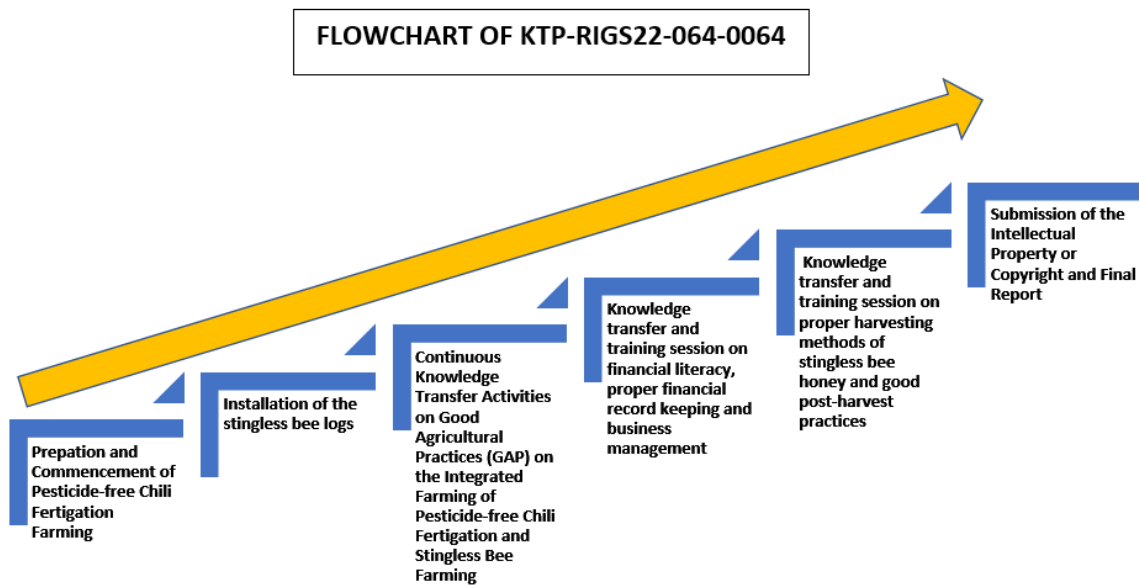 FLOWCHART OF KTP-RIGS22-064-0064
Prepation and
Commencement of
Pesticide-free Chili
Fertigation
Farming
Installation of the
stingless bee logs
Continuous
Knowledge
Transfer Activities
on Good
Agricultural
Practices (GAP) on
the Integrated
Farming of
Pesticide-free Chili
Fertigation and
Stingless Bee
Farming
Knowledge
transfer and
training session on
financial literacy,
proper financial
record keeping and
business
management
Knowledge
transfer and
training session on
proper harvesting
methods of
stingless bee
honey and good
post-harvest
practices
Submission of the
Intellectual
Property or
Copyright and Final
Report